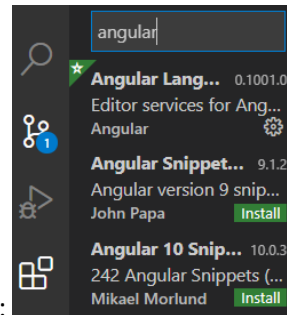 angular
Angular Lang... 0.1001.0
Editor services for Ang...
Angular
Angular Snippet... 9.1.2
Angular version 9 snip...
1
John Papa Install
Angular 10 Snip... 10.0.3
242 Angular Snippets (...
Mikael Morlund Install
: